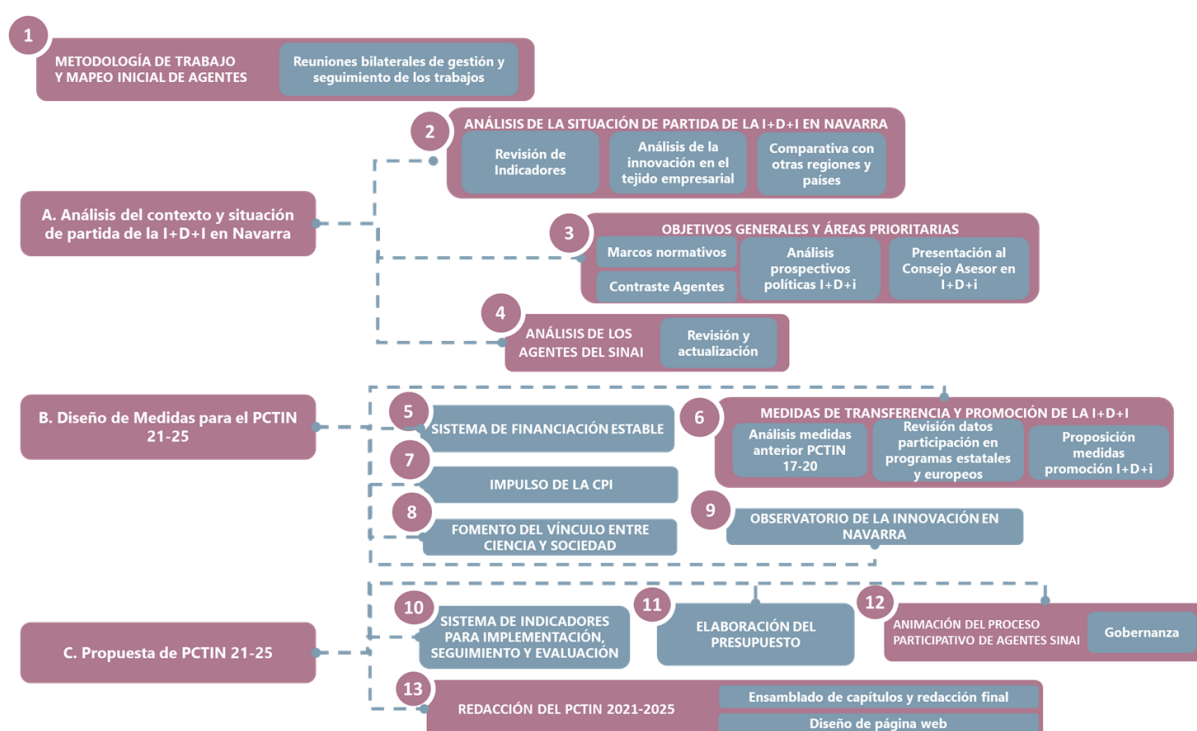 1
METODOLOGÍA DE TRABAJO
Y MAPEO INICIAL DE AGENTES
Reuniones bilaterales de gestión y
seguimiento de los trabajos
2
ANÁLISIS DE LA SITUACIÓN DE PARTIDA DE LA I+D+I EN NAVARRA
Revisión de
Indicadores
Análisis de la
innovación en el
tejido empresarial
Comparativa con
otras regiones y
países
A. Análisis del contexto y situación
de partida de la I+D+I en Navarra
3
OBJETIVOS GENERALES Y ÁREAS PRIORITARIAS
Marcos normativos
Contraste Agentes
Análisis
prospectivos
políticas I+D+i
Presentación al
Consejo Asesor en
I+D+i
4
ANÁLISIS DE LOS
AGENTES DEL SINAI
Revisión y
actualización
B. Diseño de Medidas para el PCTIN
21-25
5
SISTEMA DE FINANCIACIÓN ESTABLE
6
MEDIDAS DE TRANSFERENCIA Y PROMOCIÓN DE LA I+D+I
Análisis medidas
anterior PCTIN
17-20
Revisión datos
participación en
programas estatales
y europeos
Proposición
medidas
promoción I+D+i
7
IMPULSO DE LA CPI
8
FOMENTO DEL VÍNCULO ENTRE
CIENCIA Y SOCIEDAD
9
OBSERVATORIO DE LA INNOVACIÓN EN
NAVARRA
C. Propuesta de PCTIN 21-25
10
SISTEMA DE INDICADORES
PARA IMPLEMENTACIÓN,
SEGUIMIENTO Y EVALUACIÓN
11
ELABORACIÓN DEL
PRESUPUESTO
12
ANIMACIÓN DEL PROCESO
PARTICIPATIVO DE AGENTES SINAI
Gobernanza
13
REDACCIÓN DEL PCTIN 2021-2025
Ensamblado de capítulos y redacción final
Diseño de página web